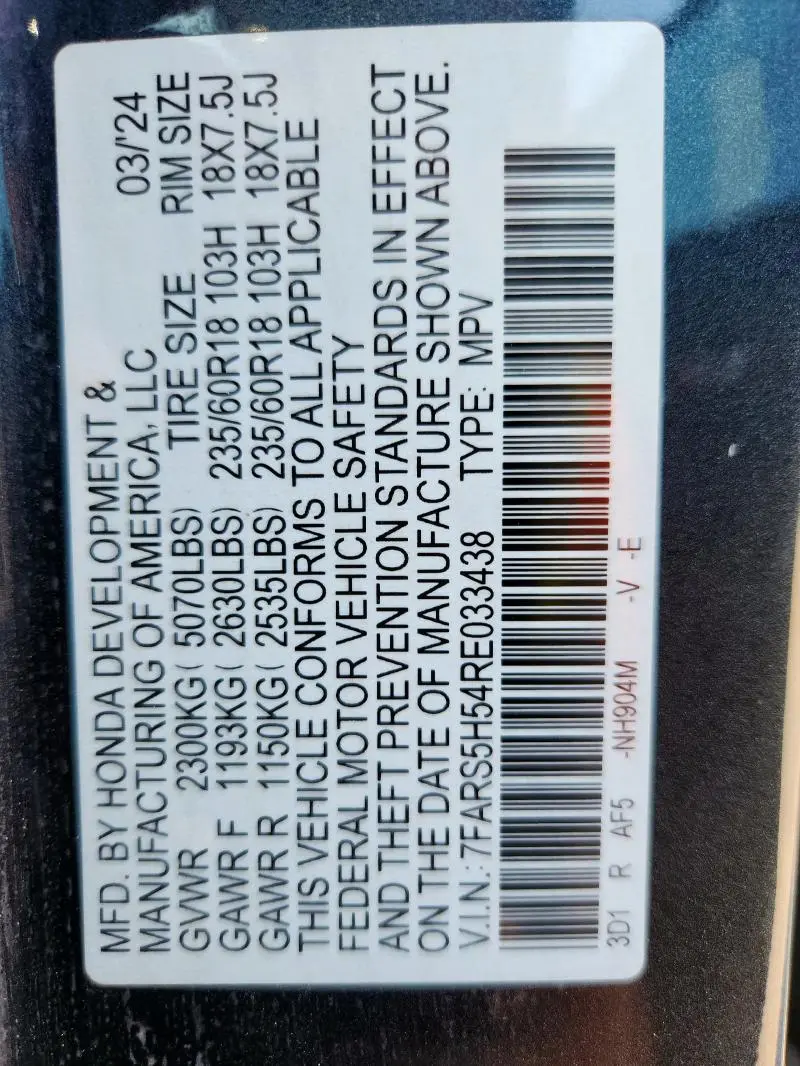 MFD. BY HONDA DEVELOPMENT & 03/'24
MANUFACTURING OF AMERICA, LLC
GVWR 2300KG( 5070LBS) TIRE SIZE RIM SIZE
GAWR F 1193KG( 2630LBS) 235/60R18 103H 18X7.5J
GAWR R 1150KG( 2535LBS) 235/60R18 103H 18X7.5J
THIS VEHICLE CONFORMS TO ALL APPLICABLE
FEDERAL MOTOR VEHICLE SAFETY
AND THEFT PREVENTION STANDARDS IN EFFECT
ON THE DATE OF MANUFACTURE SHOWN ABOVE.
V.I.N.: 7FARS5H54RE033438 TYPE: MPV
3D1 R AF5 -NH904M -V -E